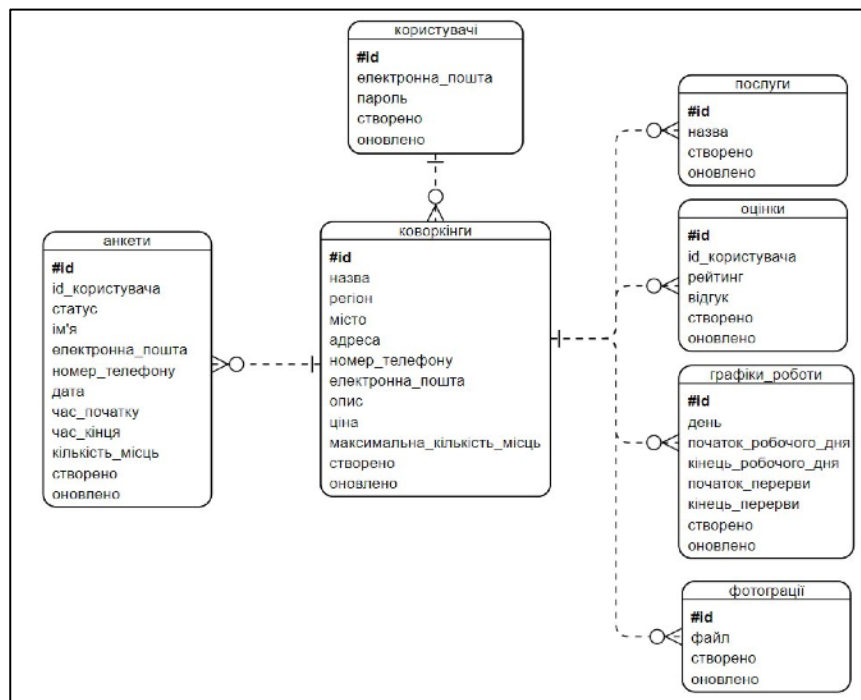 користувачі
#id
електронна_пошта
пароль
створено
оновлено
послуги
#id
назва
створено
оновлено
оцінки
#id
id_користувача
рейтинг
відгук
створено
оновлено
анкети
#id
id_користувача
статус
ім'я
електронна_пошта
номер_телефону
дата
час_початку
час_кінця
кількість_місць
створено
оновлено
коворкінги
#id
назва
регіон
місто
адреса
номер_телефону
електронна_пошта
опис
ціна
максимальна_кількість_місць
створено
оновлено
графіки_роботи
#id
день
початок_робочого_дня
кінець_робочого_дня
початок_перерви
кінець_перерви
створено
оновлено
фотограції
#id
файл
створено
оновлено